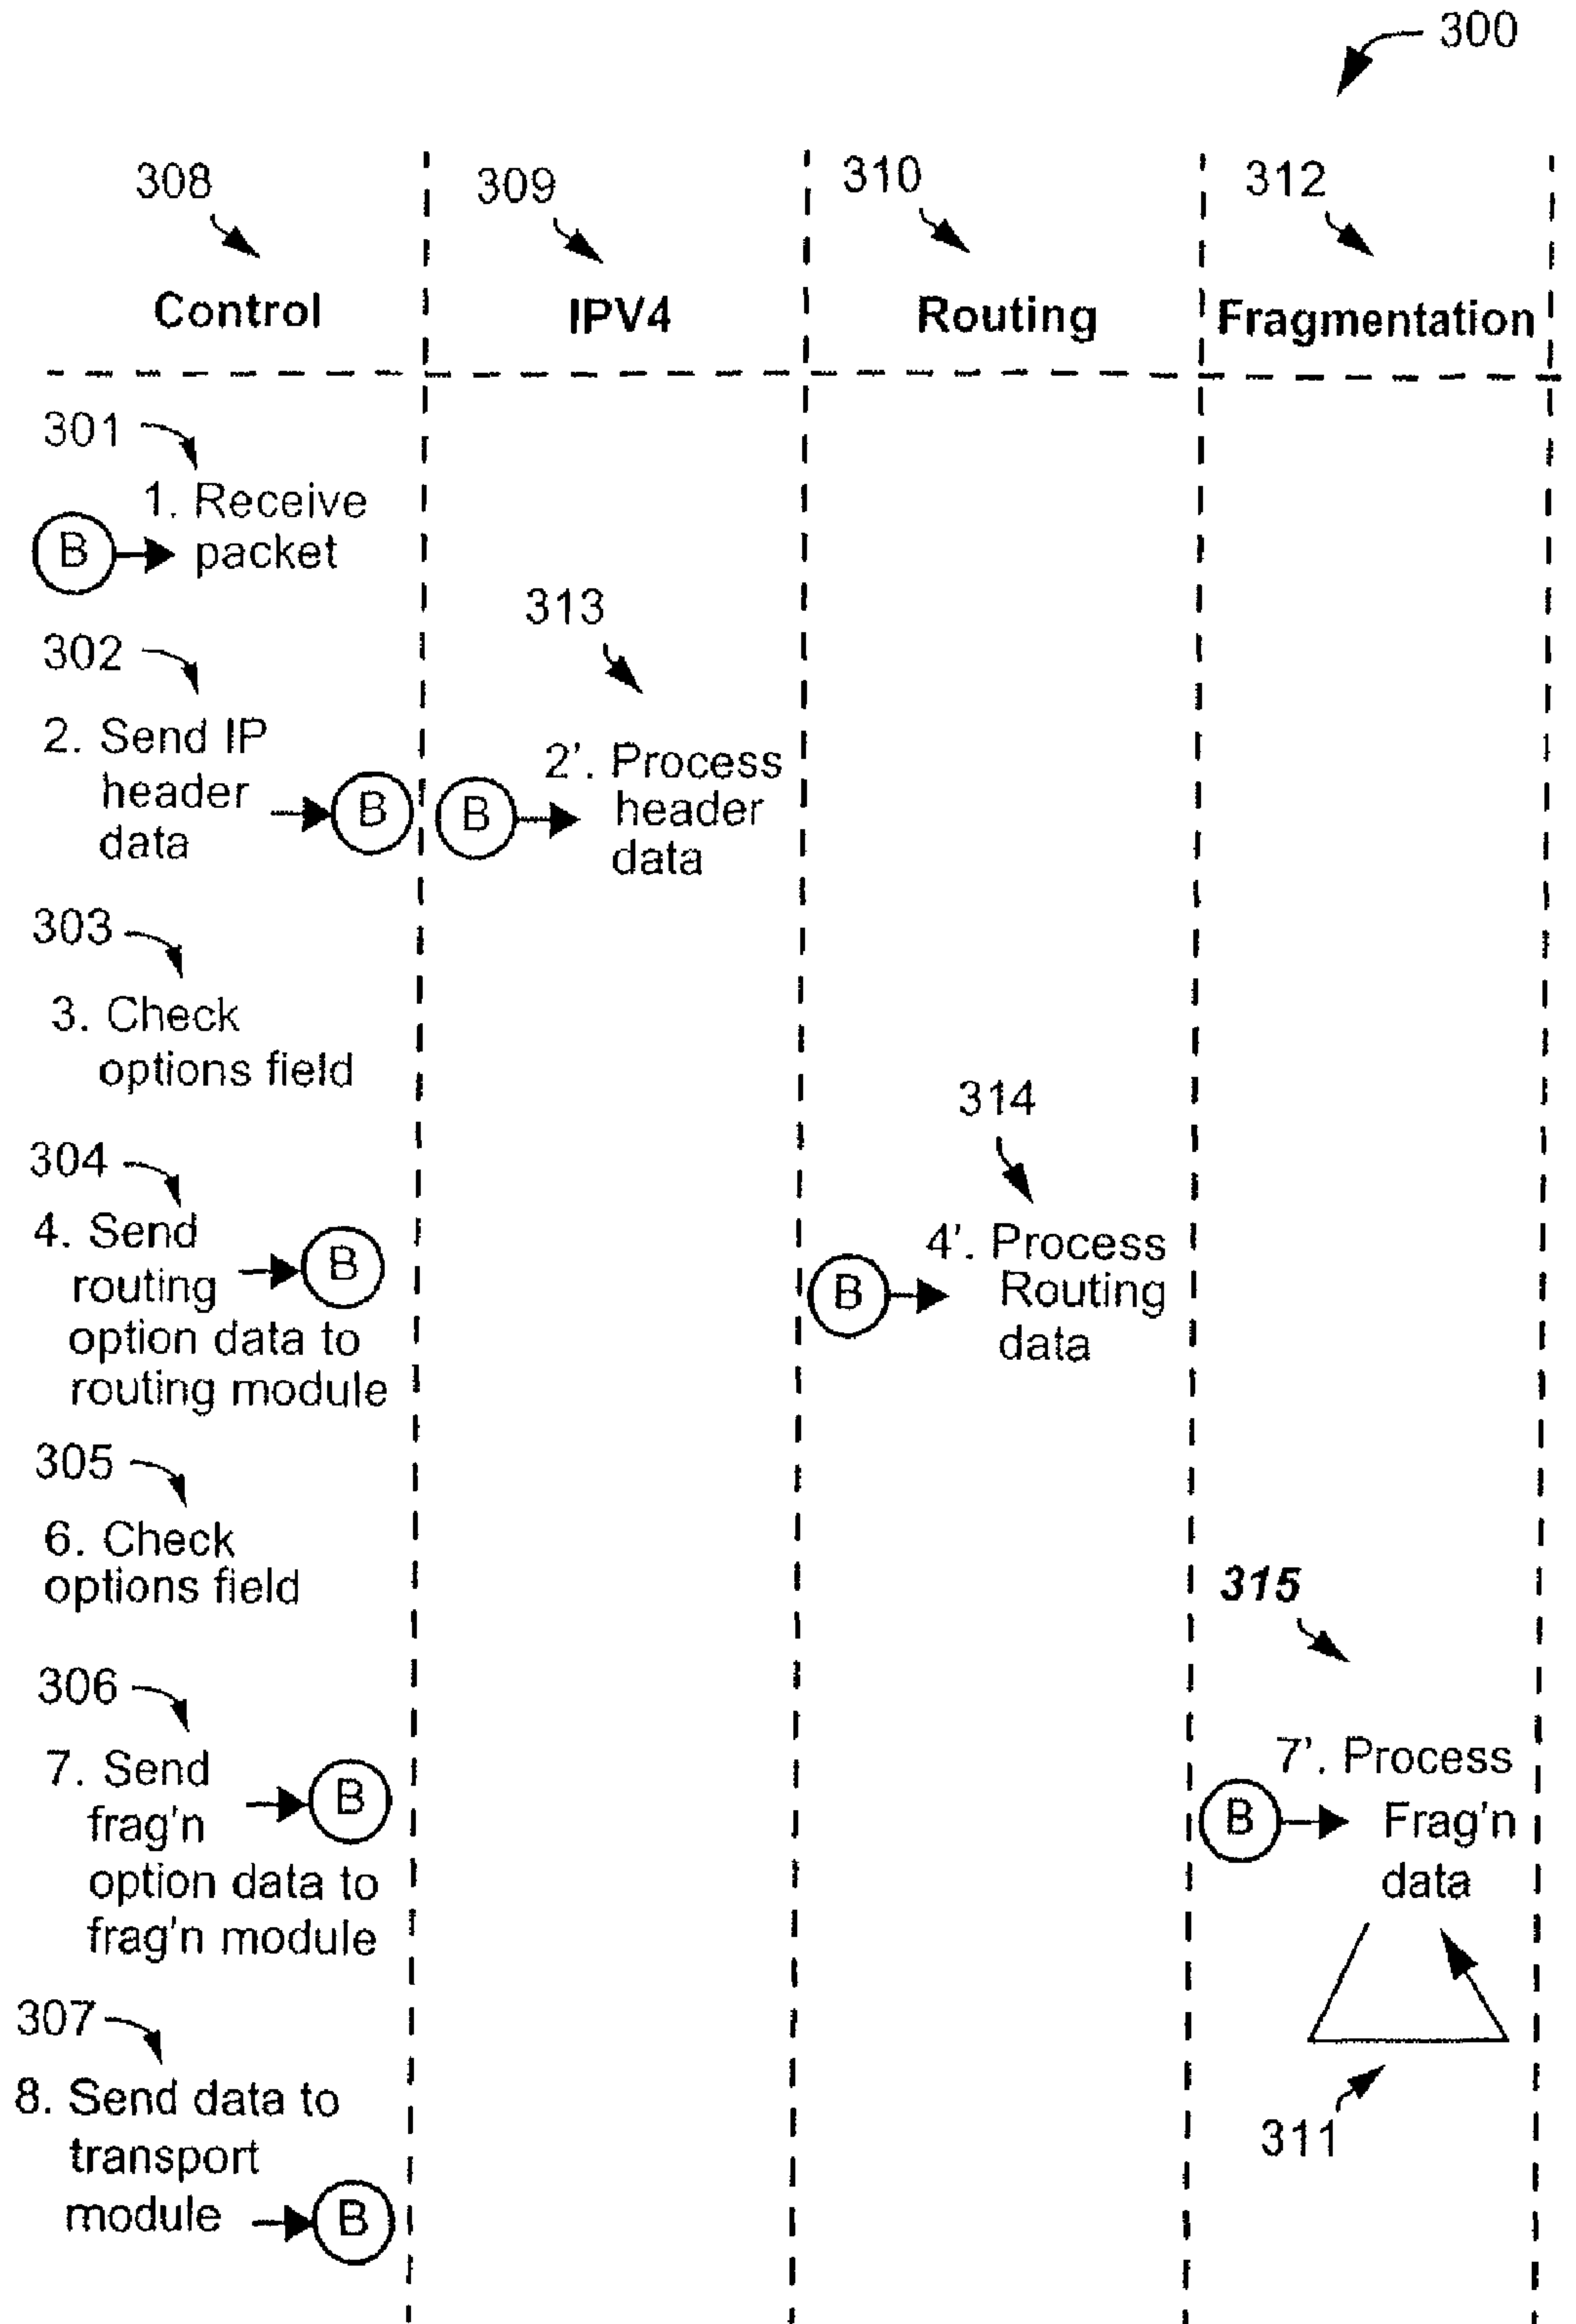 300
308
309
310
312
Control
IPV4
Routing
Fragmentation
301
1. Receive
packet
B
302
2. Send IP
header
data
B
313
2'. Process
header
data
B
303
3. Check
options field
304
4. Send
routing
option data to
routing module
B
314
4'. Process
Routing
data
B
305
6. Check
options field
306
7. Send
frag'n
option data to
frag'n module
B
315
7'. Process
Frag'n
data
B
311
307
8. Send data to
transport
module
B